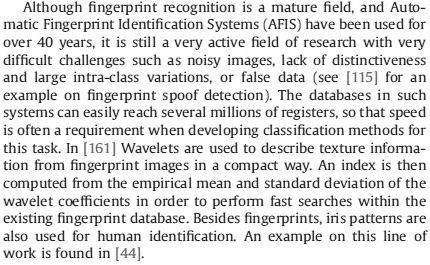 Although fingerprint recognition is a mature field, and Auto-
matic Fingerprint Identification Systems (AFIS) have been used for
over 40 years, it is still a very active field of research with very
difficult challenges such as noisy images, lack of distinctiveness
and large intra-class variations, or false data (see [115] for an
example on fingerprint spoof detection). The databases in such
systems can easily reach several millions of registers, so that speed
is often a requirement when developing classification methods for
this task. In [161] Wavelets are used to describe texture informa-
tion from fingerprint images in a compact way. An index is then
computed from the empirical mean and standard deviation of the
wavelet coefficients in order to perform fast searches within the
existing fingerprint database. Besides fingerprints, iris patterns are
also used for human identification. An example on this line of
work is found in [44].